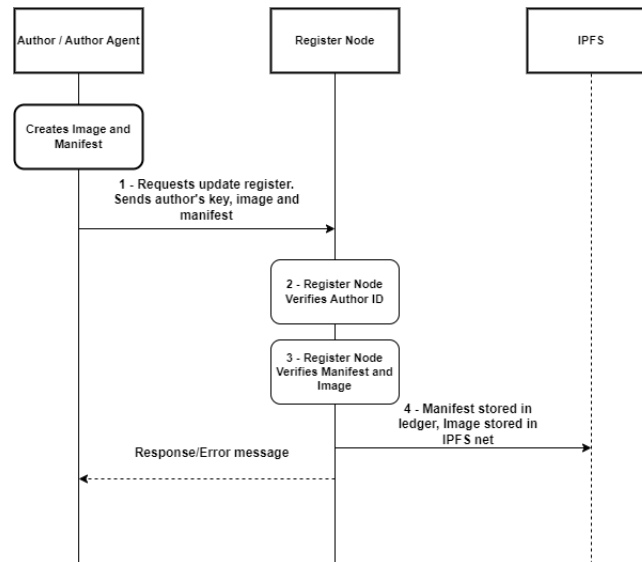 Author / Author Agent
Register Node
IPFS
Creates Image and
Manifest
1 - Requests update register.
Sends author's key, image and
manifest
2 - Register Node
Verifies Author ID
3 - Register Node
Verifies Manifest and
Image
4 - Manifest stored in
ledger, Image stored in
IPFS net
Response/Error message